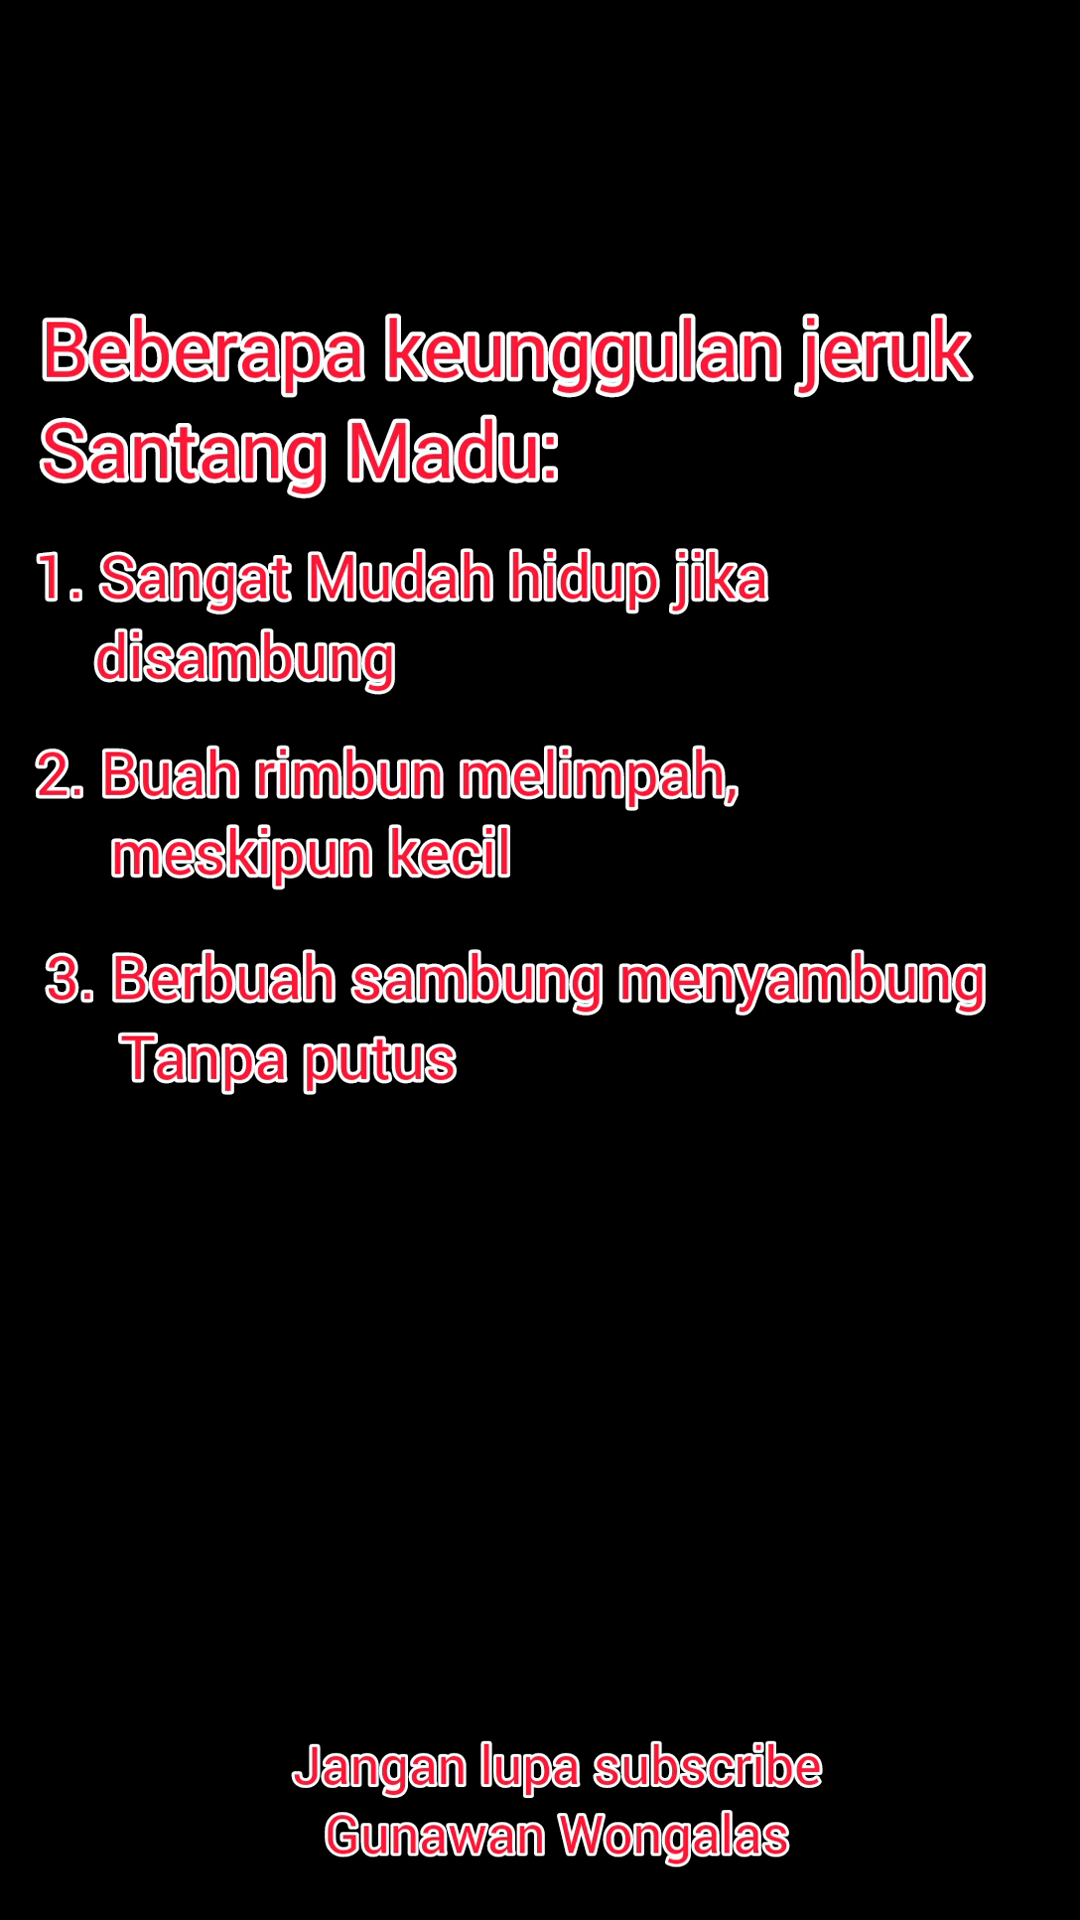 Beberapa keunggulan jeruk
Santang Madu:
1. Sangat Mudah hidup jika
disambung
2. Buah rimbun melimpah,
meskipun kecil
3. Berbuah sambung menyambung
Tanpa putus
Jangan lupa subscribe
Gunawan Wongalas